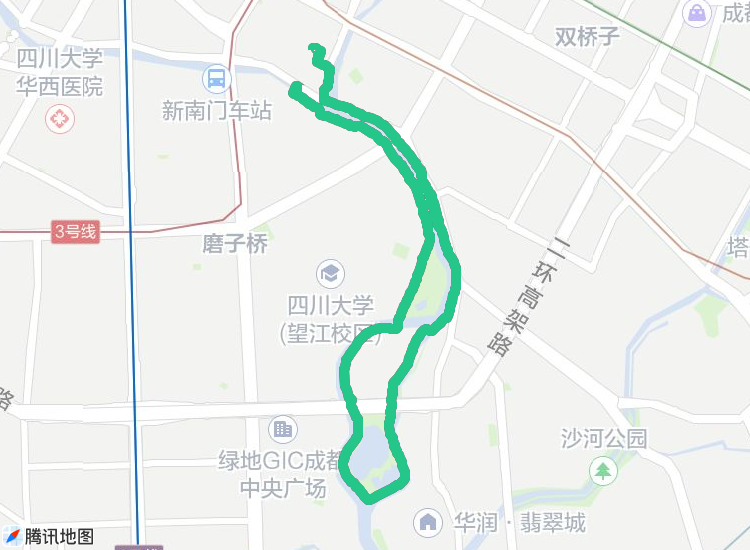 成都
双桥子
四川大学
华西医院
新南门车站
3号线
磨子桥
塔
二环高架路
四川大学
(望江校区)
路
沙河公园
绿地GIC成都
中央广场
华润·翡翠城
腾讯地图